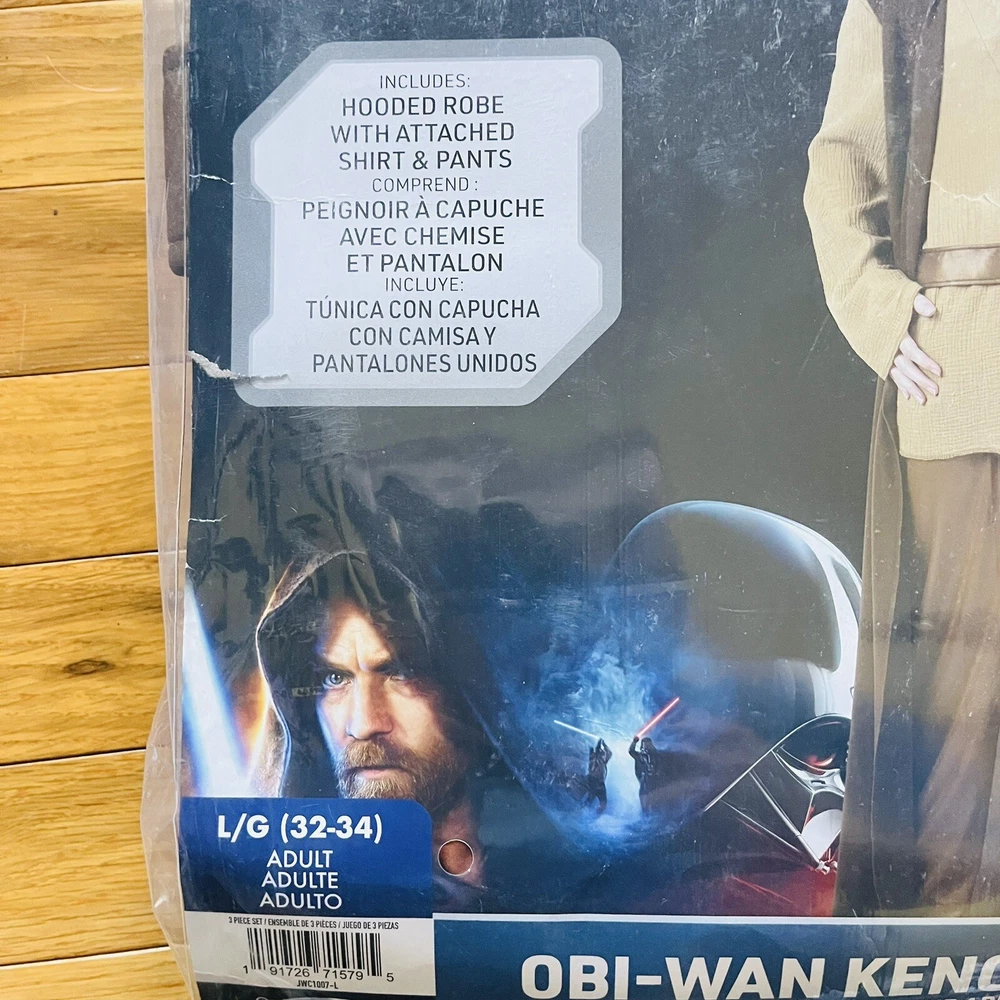 INCLUDES:
HOODED ROBE
WITH ATTACHED
SHIRT & PANTS
COMPREND :
PEIGNOIR À CAPUCHE
AVEC CHEMISE
ET PANTALON
INCLUYE:
TÚNICA CON CAPUCHA
CON CAMISA Y
PANTALONES UNIDOS
L/G (32-34)
ADULT
ADULTE
ADULTO
3 PIECE SET / ENSEMBLE DE 3 PIÈCES / JUEGO DE 3 PIEZAS
1 91726 71579 5
JWC1007-L
OBI-WAN